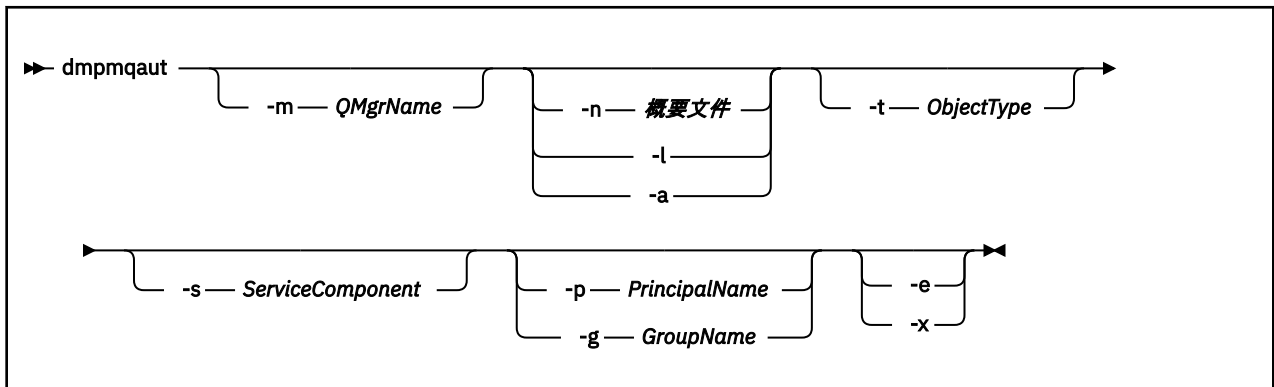 dmpmqaut
-m QMgrName
-n 概要文件
-l
-a
-t ObjectType
-s ServiceComponent
-p PrincipalName
-g GroupName
-e
-x